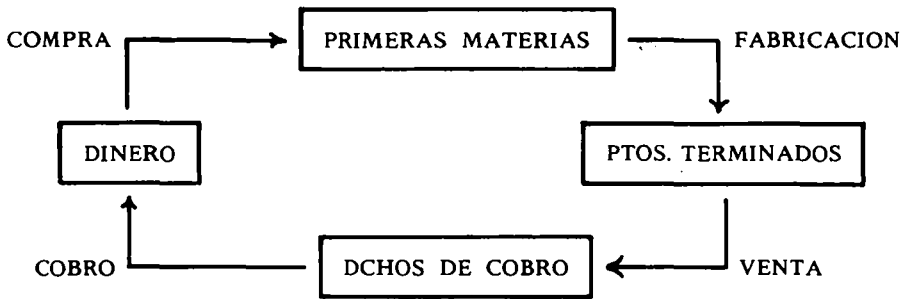 COMPRA
PRIMERAS MATERIAS
FABRICACION
DINERO
PTOS. TERMINADOS
COBRO
DCHOS DE COBRO
VENTA